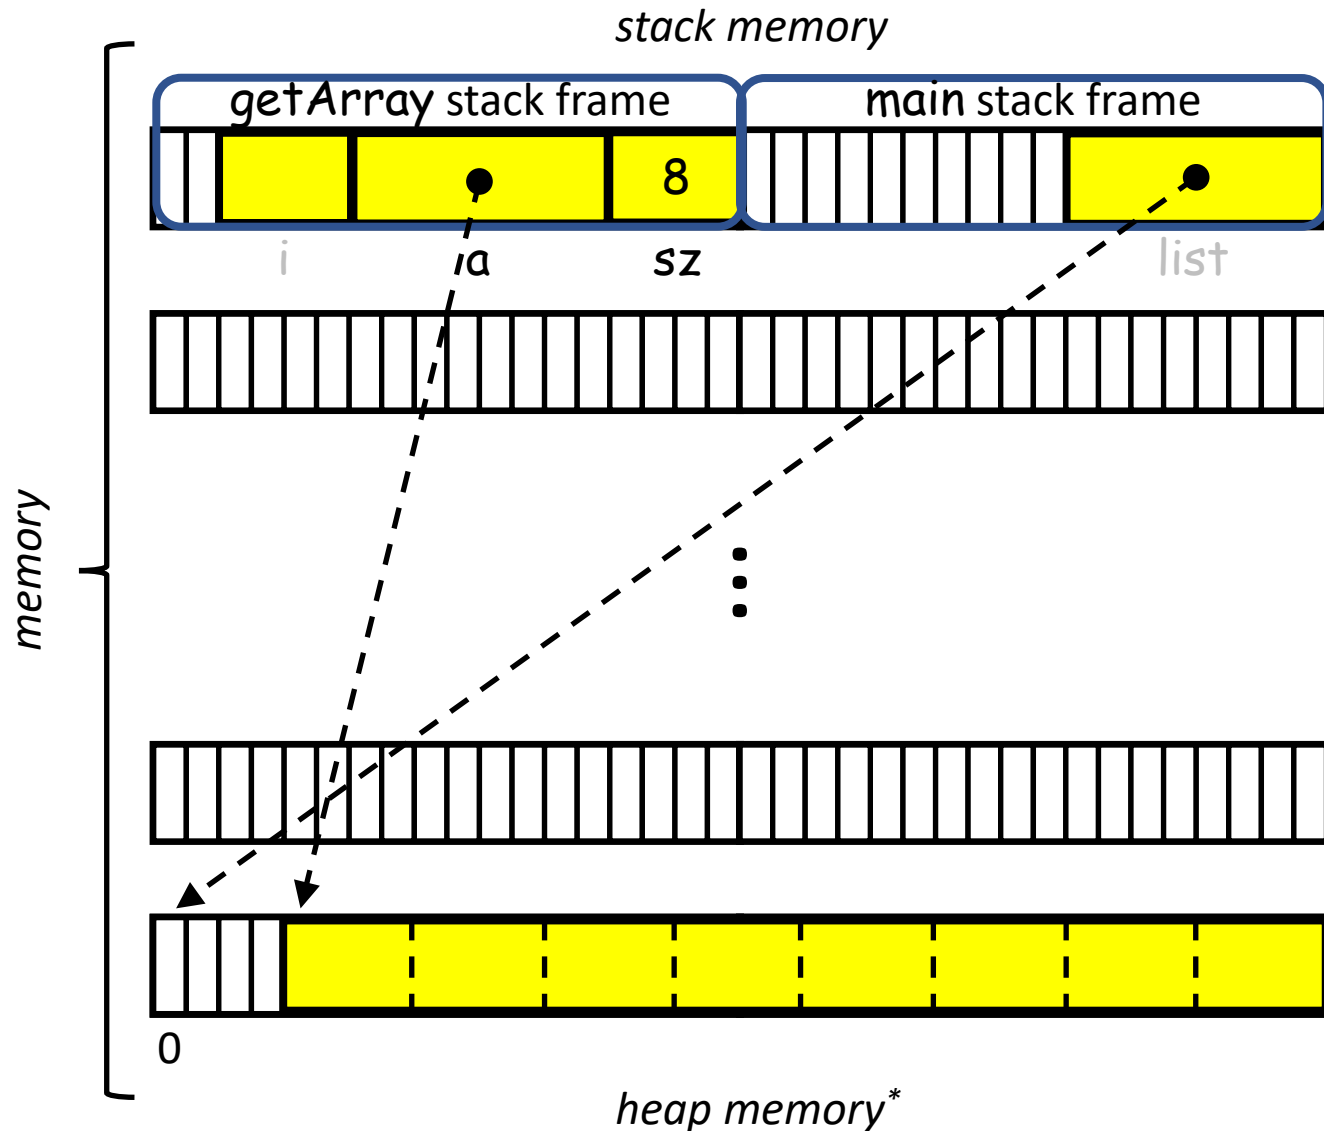 stack memory
getArray stack frame
main stack frame
8
i
a
sz
list
memory
0
heap memory*